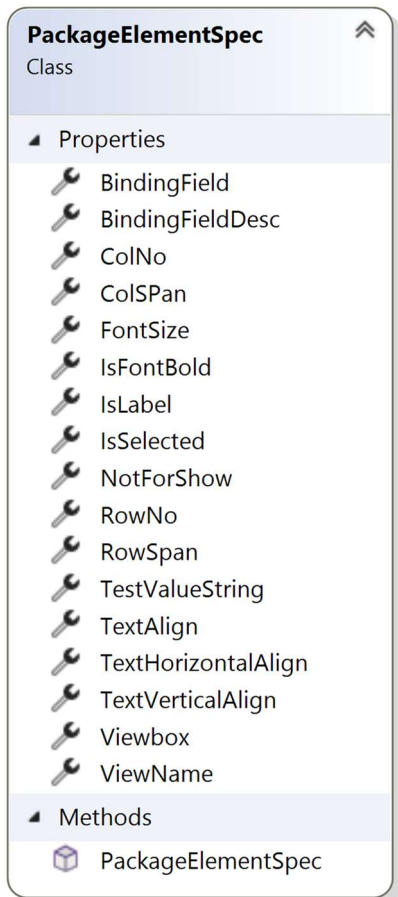 PackageElementSpec
Class
Properties
BindingField
BindingFieldDesc
ColNo
ColSPan
FontSize
IsFontBold
IsLabel
IsSelected
NotForShow
RowNo
RowSpan
TestValueString
TextAlign
TextHorizontalAlign
TextVerticalAlign
Viewbox
ViewName
Methods
PackageElementSpec